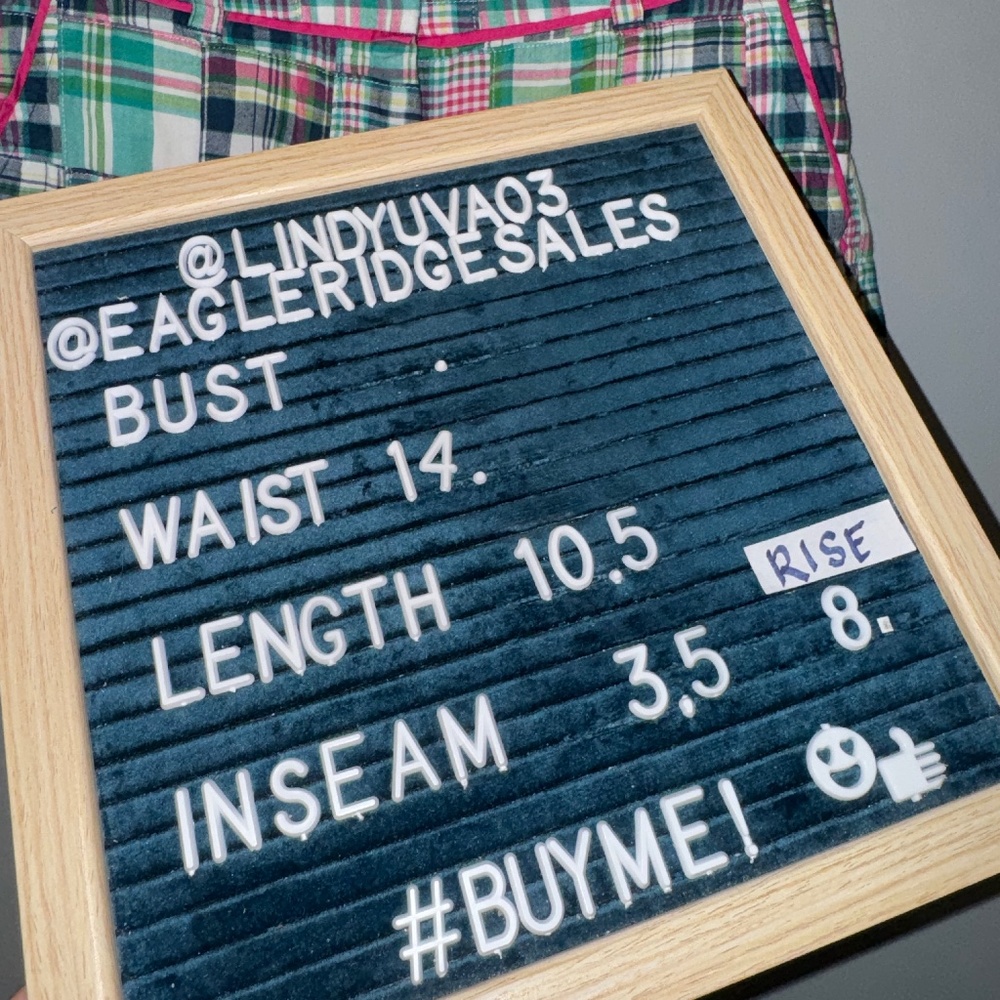 @LINDYUVA03
@EAGLERIDGESALES
BUST .
WAIST 14.
LENGTH 10.5
RISE
8.
INSEAM 3.5
#BUYME!